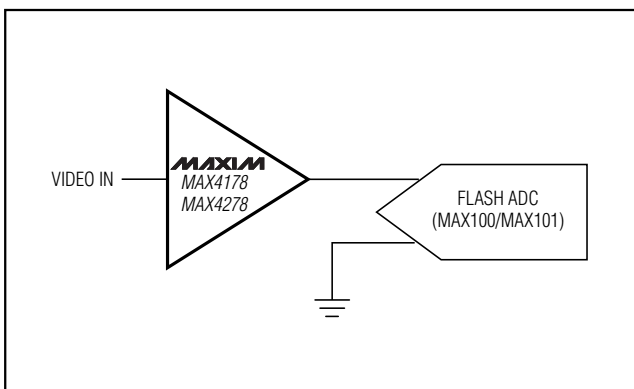 VIDEO IN
MAXIM
MAX4178
MAX4278
FLASH ADC
(MAX100/MAX101)